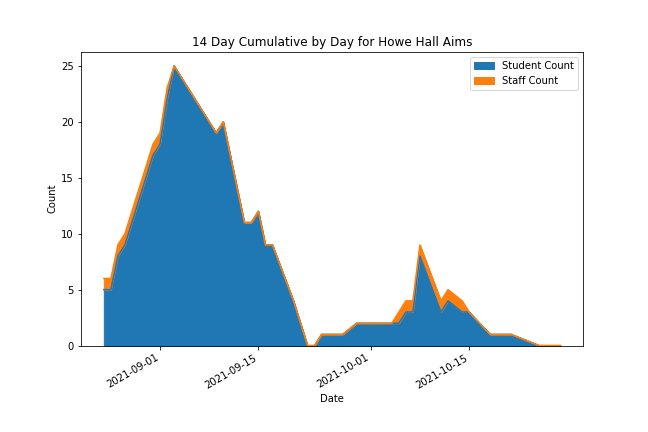 14 Day Cumulative by Day for Howe Hall Aims
Student Count
Staff Count
25
20
15
10
5
0
Count
2021-09-01
2021-09-15
2021-10-01
2021-10-15
Date